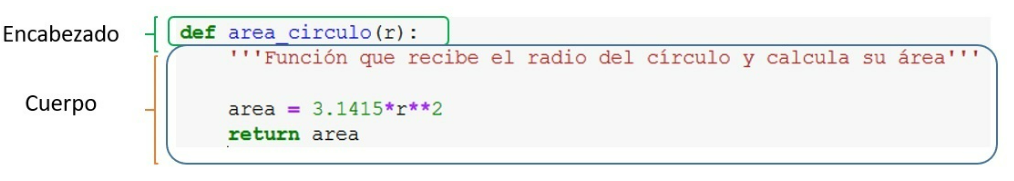 Encabezado
def area_circulo(r):
'''Función que recibe el radio del círculo y calcula su área'''
Cuerpo
area = 3.1415*r**2
return area